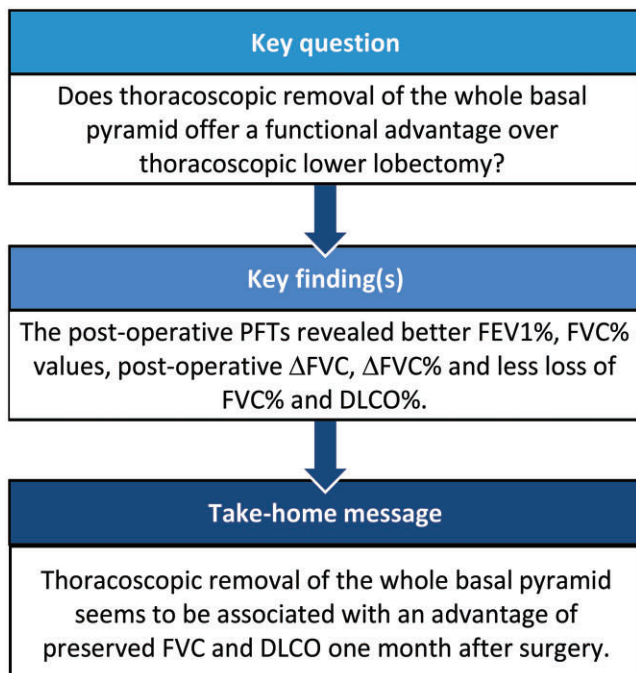 Key question
Does thoracoscopic removal of the whole basal
pyramid offer a functional advantage over
thoracoscopic lower lobectomy?
Key finding(s)
The post-operative PFTs revealed better FEV1%, FVC%
values, post-operative ΔFVC, ΔFVC% and less loss of
FVC% and DLCO%.
Take-home message
Thoracoscopic removal of the whole basal pyramid
seems to be associated with an advantage of
preserved FVC and DLCO one month after surgery.